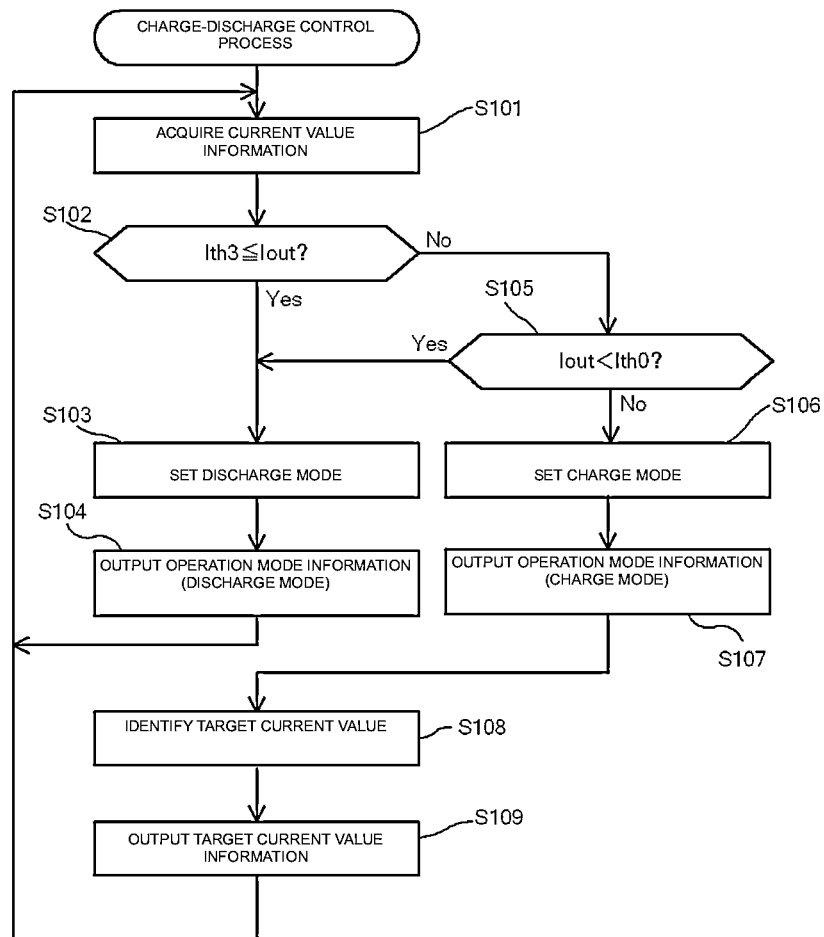 CHARGE-DISCHARGE CONTROL
PROCESS
S101
ACQUIRE CURRENT VALUE
INFORMATION
S102
Ith3≦Iout?
No
Yes
S105
Iout<Ith0?
Yes
No
S103
SET DISCHARGE MODE
S106
SET CHARGE MODE
S104
OUTPUT OPERATION MODE INFORMATION
(DISCHARGE MODE)
OUTPUT OPERATION MODE INFORMATION
(CHARGE MODE)
S107
IDENTIFY TARGET CURRENT VALUE
S108
OUTPUT TARGET CURRENT VALUE
INFORMATION
S109